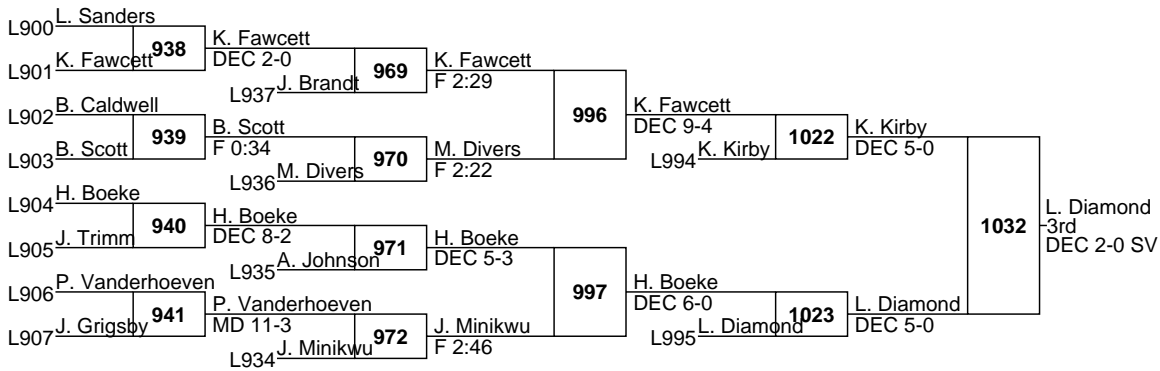 L. Sanders
L900
938
K. Fawcett
DEC 2-0
K. Fawcett
L901
969
K. Fawcett
F 2:29
J. Brandt
L937
B. Caldwell
L902
996
K. Fawcett
DEC 9-4
939
B. Scott
F 0:34
1022
K. Kirby
DEC 5-0
B. Scott
L903
970
M. Divers
F 2:22
K. Kirby
L994
M. Divers
L936
H. Boeke
L904
940
H. Boeke
DEC 8-2
1032
L. Diamond
3rd
DEC 2-0 SV
J. Trimm
L905
971
H. Boeke
DEC 5-3
A. Johnson
L935
P. Vanderhoeven
L906
997
H. Boeke
DEC 6-0
941
P. Vanderhoeven
MD 11-3
1023
L. Diamond
DEC 5-0
J. Grigsby
L907
972
J. Minikwu
F 2:46
L. Diamond
L995
J. Minikwu
L934